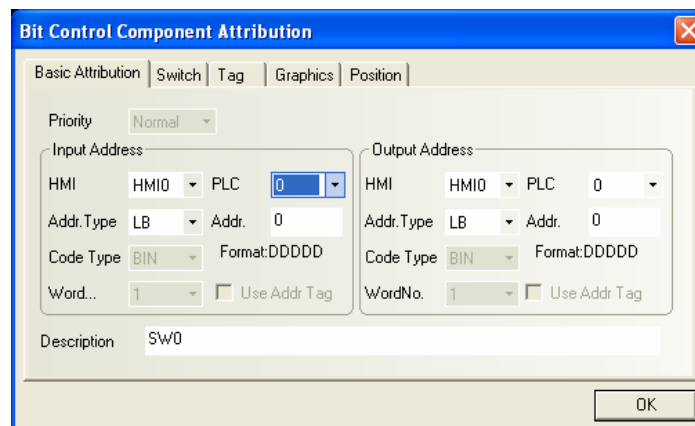 Bit Control Component Attribution
Basic Attribution Switch Tag Graphics Position
Priority Normal
Input Address Output Address
HMI HMI0 PLC 0 HMI HMI0 PLC 0
Addr.Type LB Addr. 0 Addr.Type LB Addr. 0
Code Type BIN Format:DDDDD Code Type BIN Format:DDDDD
Word... 1 Use Addr Tag WordNo. 1 Use Addr Tag
Description SW0
OK